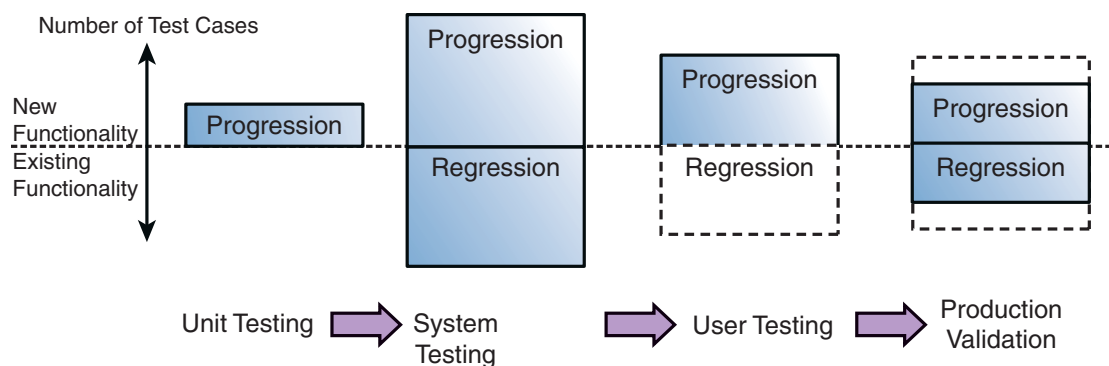 Number of Test Cases
New
Functionality
Existing
Functionality
Progression
Progression
Regression
Progression
Regression
Progression
Regression
Unit Testing
System
Testing
User Testing
Production
Validation